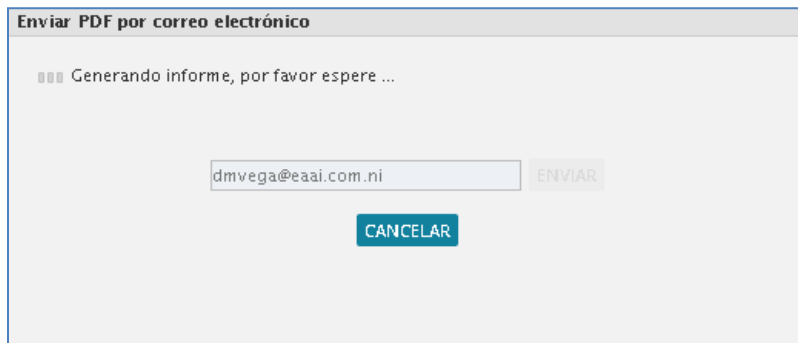 Enviar PDF por correo electrónico
Generando informe, por favor espere ...
dmvega@eaai.com.ni ENVIAR
CANCELAR